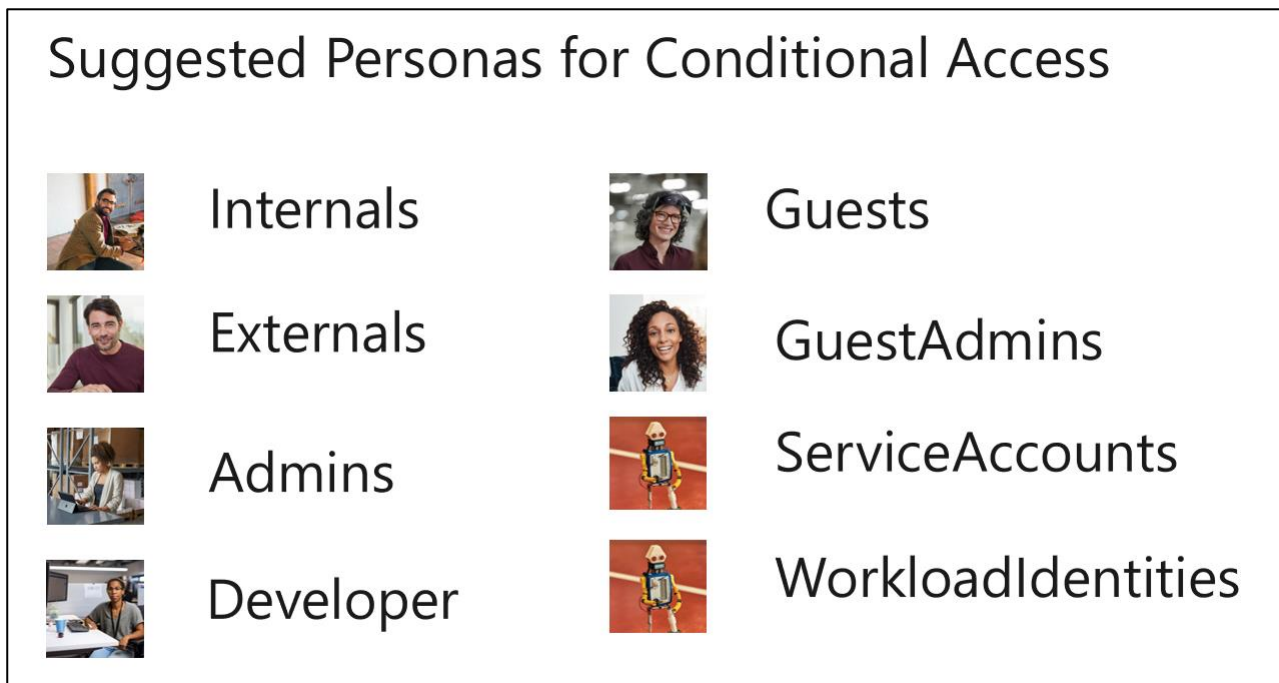 Suggested Personas for Conditional Access
Internals
Externals
Admins
Developer
Guests
GuestAdmins
ServiceAccounts
WorkloadIdentities